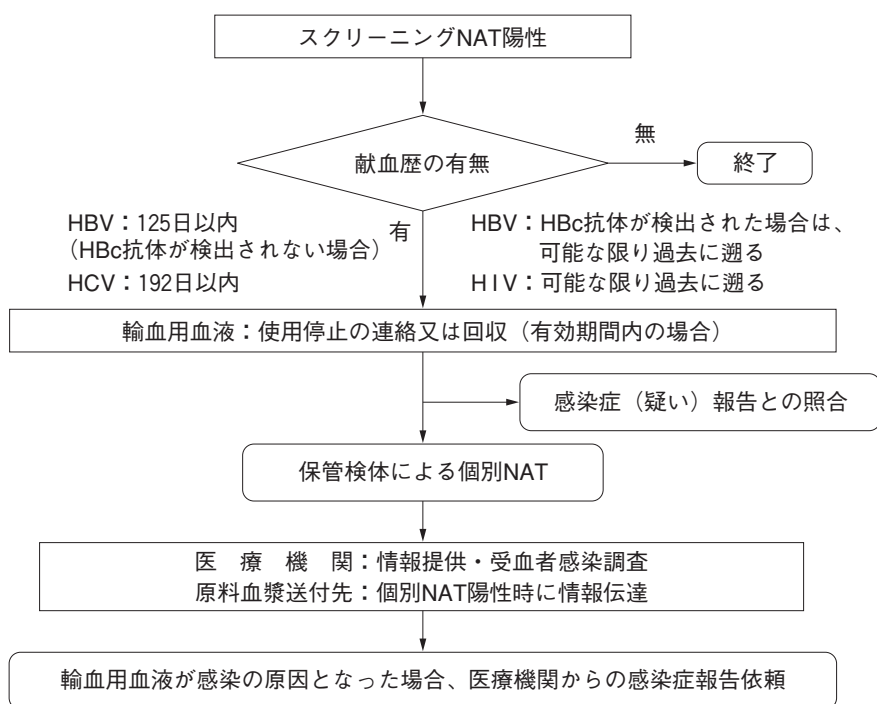 スクリーニングNAT陽性
献血歴の有無
無
終了
HBV：125日以内
（HBc抗体が検出されない場合）
HCV：192日以内
有
HBV：HBc抗体が検出された場合は、
可能な限り過去に遡る
HIV：可能な限り過去に遡る
輸血用血液：使用停止の連絡又は回収（有効期間内の場合）
感染症（疑い）報告との照合
保管検体による個別NAT
医　療　機　関：情報提供・受血者感染調査
原料血漿送付先：個別NAT陽性時に情報伝達
輸血用血液が感染の原因となった場合、医療機関からの感染症報告依頼